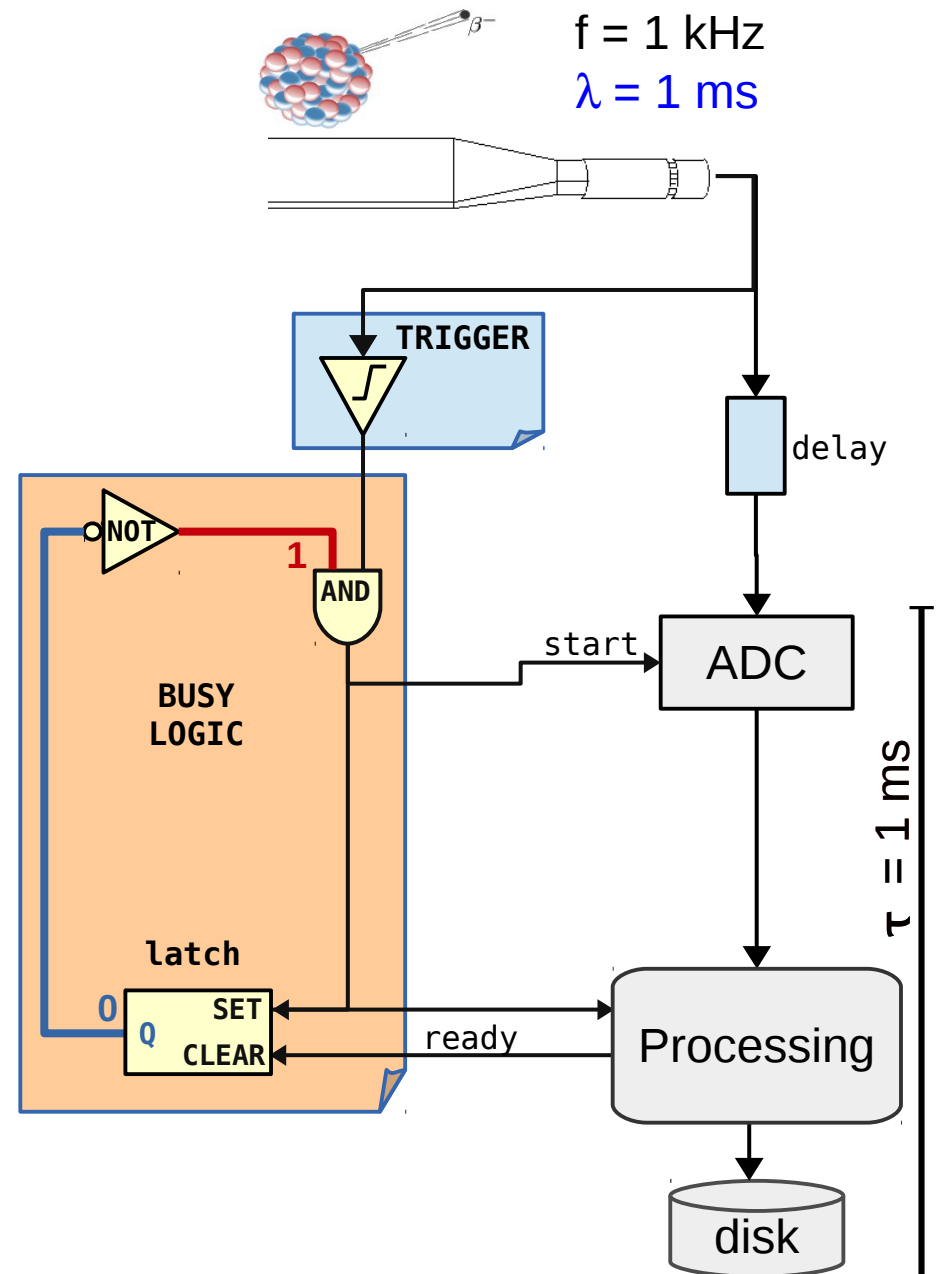 β−
f = 1 kHz
λ = 1 ms
TRIGGER
delay
NOT
1
AND
start
ADC
BUSY
LOGIC
τ = 1 ms
latch
0
Q
SET
CLEAR
ready
Processing
disk